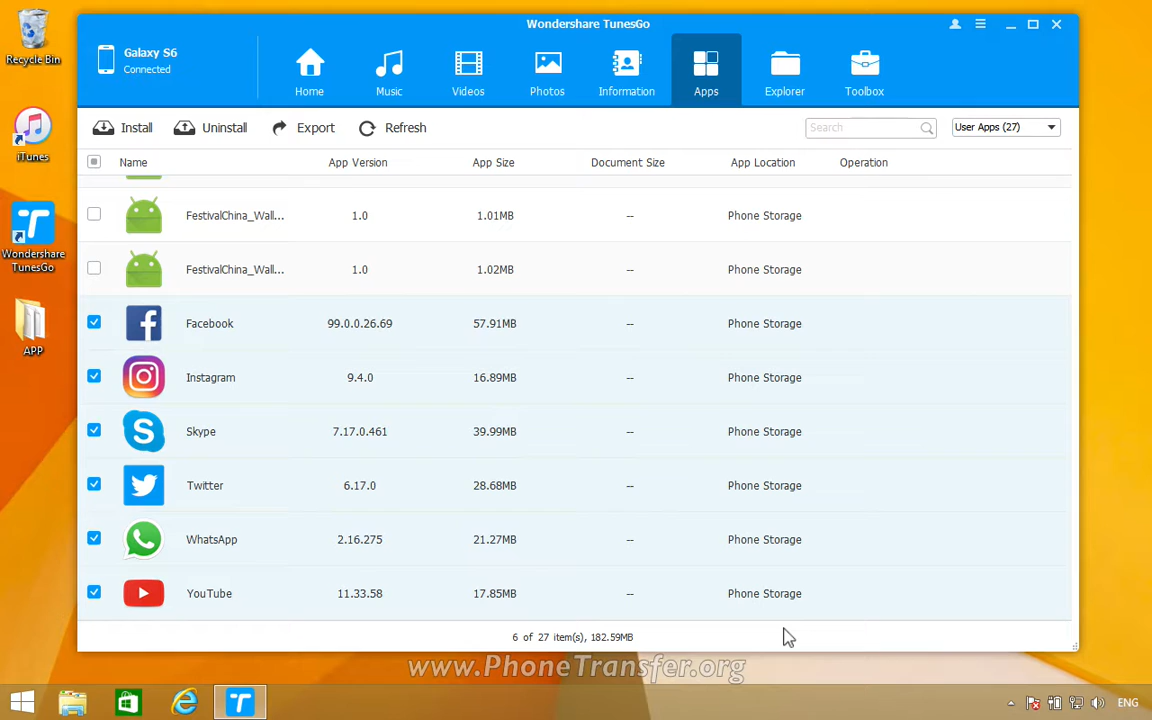 Recycle Bin
iTunes
Wondershare
TunesGo
APP
Wondershare TunesGo
Galaxy S6
Connected
Home
Music
Videos
Photos
Information
Apps
Explorer
Toolbox
Install
Uninstall
Export
Refresh
Search
User Apps (27)
Name App Version App Size Document Size App Location Operation
FestivalChina_Wall... 1.0 1.01MB -- Phone Storage
FestivalChina_Wall... 1.0 1.02MB -- Phone Storage
Facebook 99.0.0.26.69 57.91MB -- Phone Storage
Instagram 9.4.0 16.89MB -- Phone Storage
Skype 7.17.0.461 39.99MB -- Phone Storage
Twitter 6.17.0 28.68MB -- Phone Storage
WhatsApp 2.16.275 21.27MB -- Phone Storage
YouTube 11.33.58 17.85MB -- Phone Storage
6 of 27 item(s), 182.59MB
www.PhoneTransfer.org
ENG